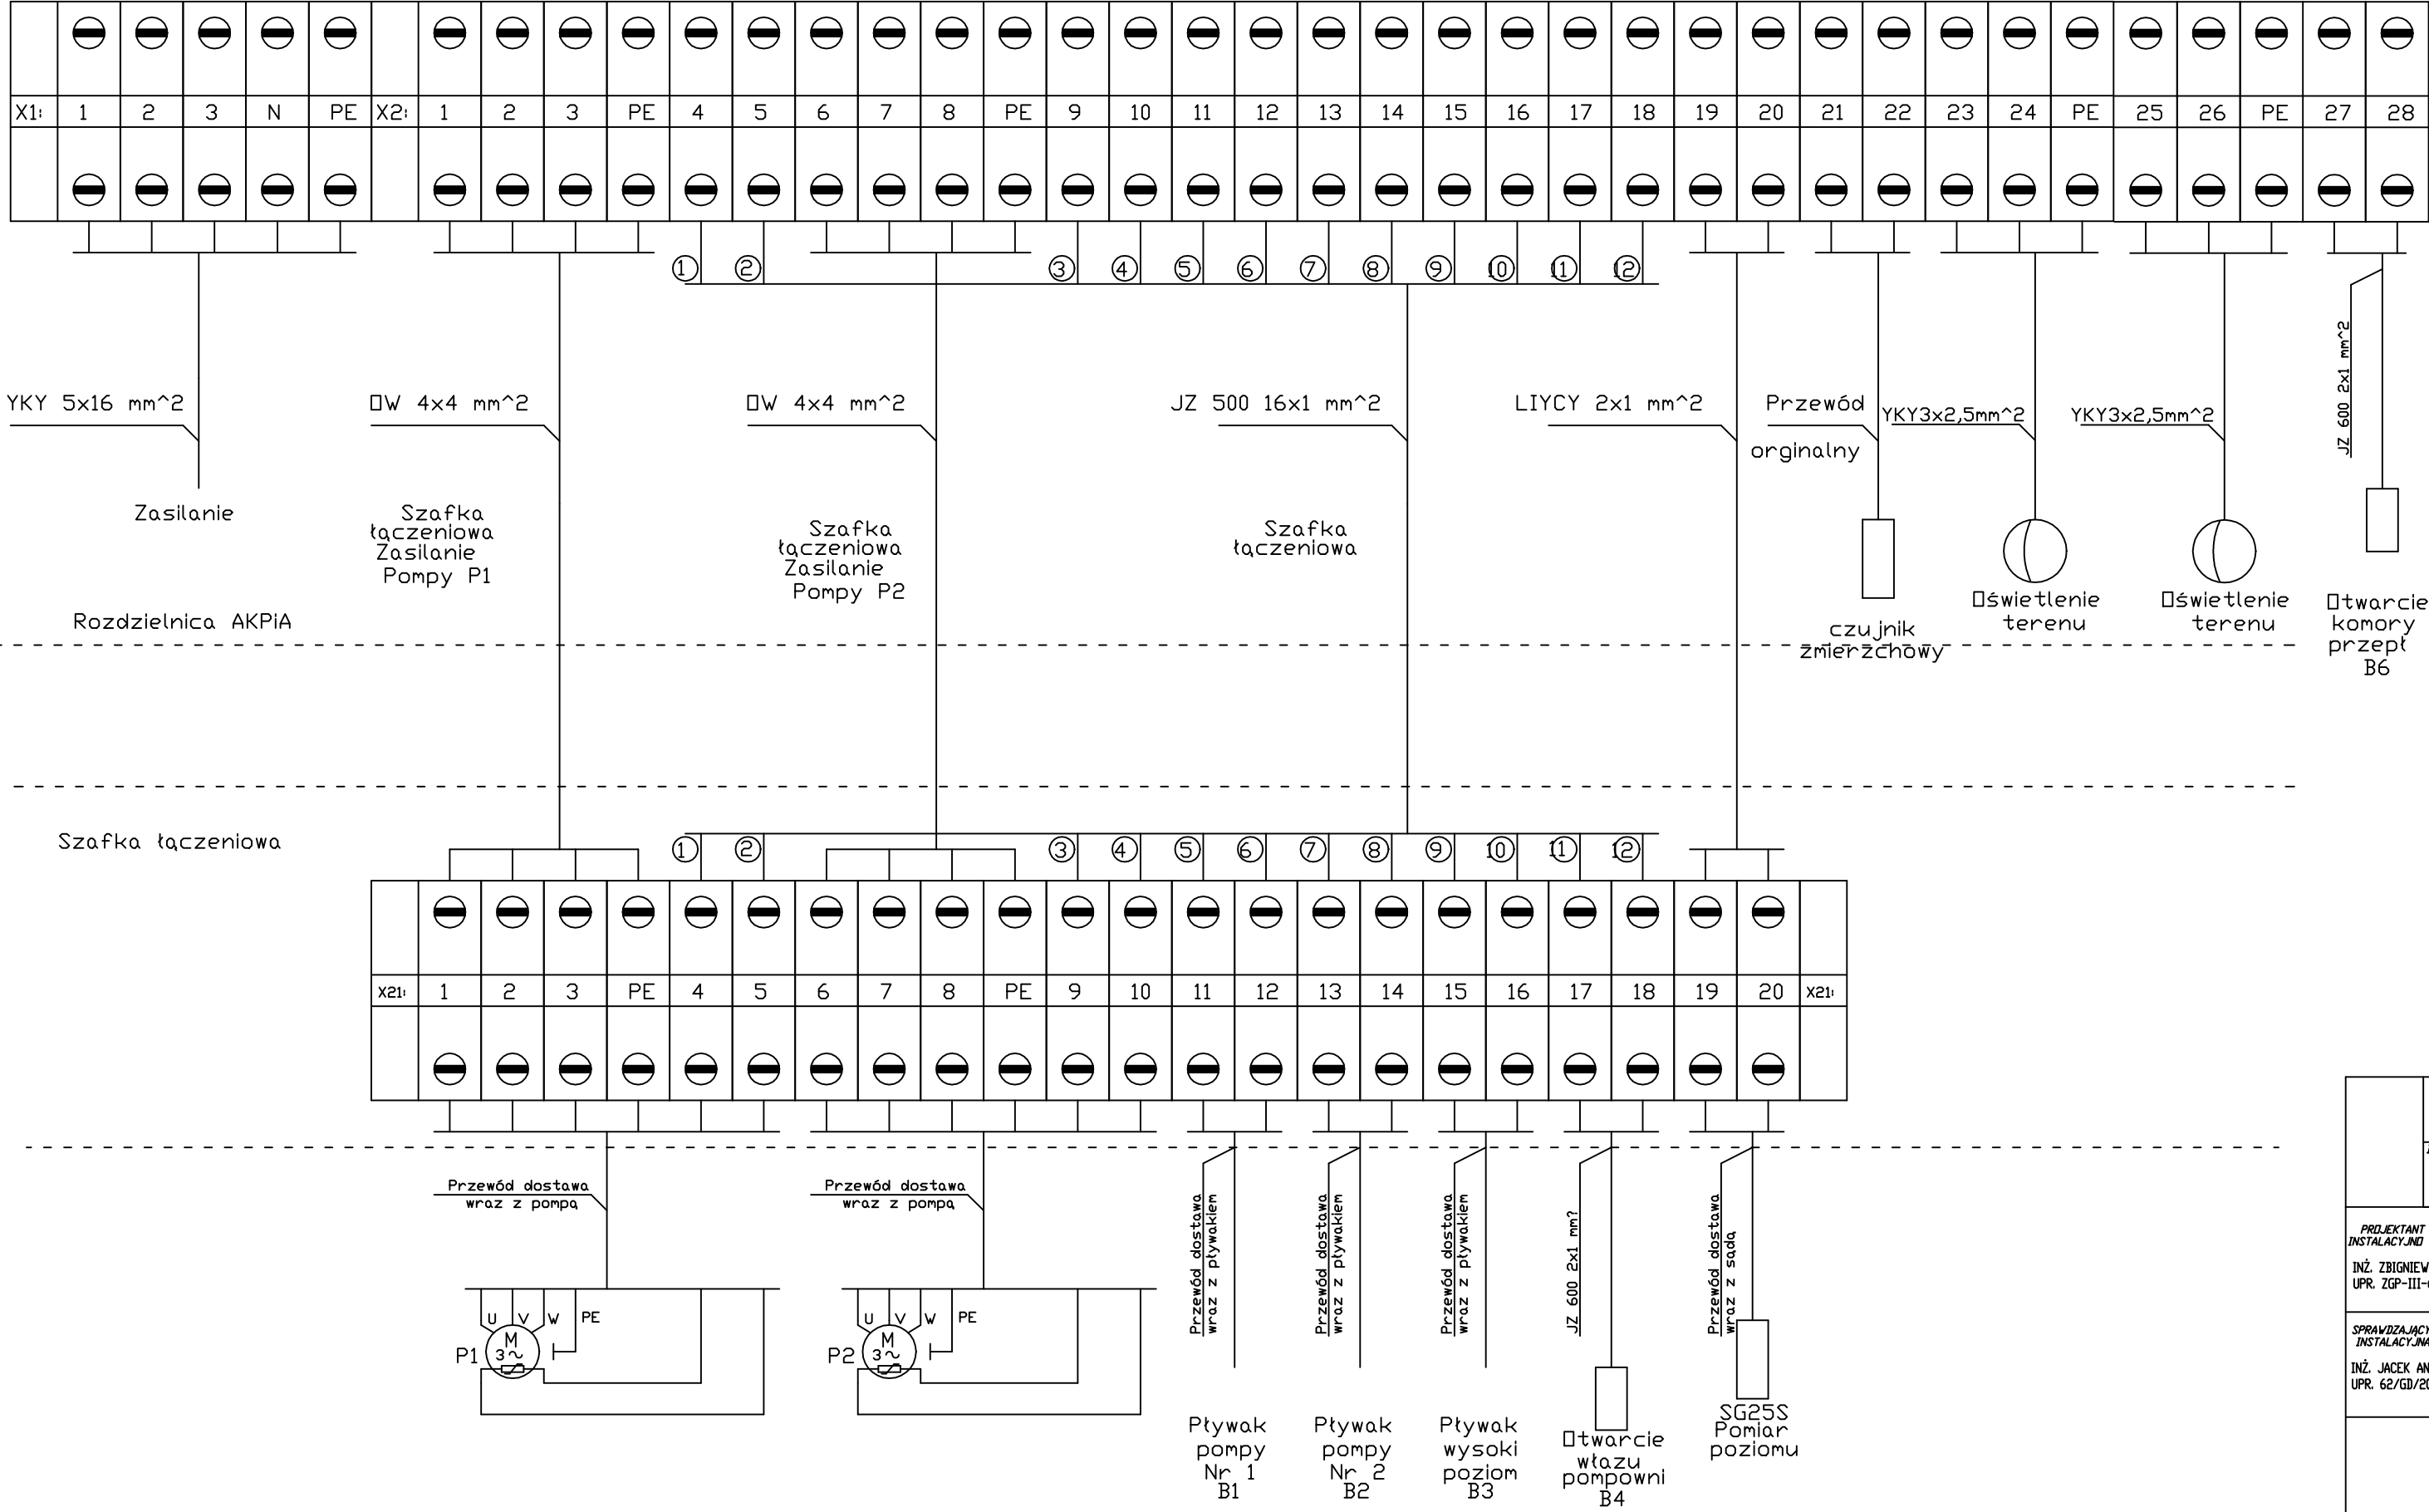 X1: 1 2 3 N PE X2: 1 2 3 PE 4 5 6 7 8 PE 9 10 11 12 13 14 15 16 17 18 19 20 21 22 23 24 PE 25 26 PE 27 28
1 2 3 4 5 6 7 8 9 10 11 12
YKY 5x16 mm^2
OW 4x4 mm^2
OW 4x4 mm^2
JZ 500 16x1 mm^2
LIYCY 2x1 mm^2
Przewód
orginalny
YKY3x2,5mm^2
YKY3x2,5mm^2
JZ 600 2x1 mm^2
Zasilanie
Szafka
łączeniowa
Zasilanie
Pompy P1
Szafka
łączeniowa
Zasilanie
Pompy P2
Szafka
łączeniowa
czujnik
zmierzchowy
Oświetlenie
terenu
Oświetlenie
terenu
Otwarcie
komory
przepł
B6
Rozdzielnica AKPiA
Szafka łączeniowa
1 2 3 4 5 6 7 8 9 10 11 12
X21: 1 2 3 PE 4 5 6 7 8 PE 9 10 11 12 13 14 15 16 17 18 19 20 X21:
Przewód dostawa
wraz z pompą
Przewód dostawa
wraz z pompą
Przewód dostawa
wraz z pływakiem
Przewód dostawa
wraz z pływakiem
Przewód dostawa
wraz z pływakiem
JZ 600 2x1 mm?
Przewód dostawa
wraz z sądą
U V W PE
M
3~
P1
U V W PE
M
3~
P2
Pływak
pompy
Nr 1
B1
Pływak
pompy
Nr 2
B2
Pływak
wysoki
poziom
B3
Otwarcie
włazu
pompowni
B4
SG25S
Pomiar
poziomu
PROJEKTANT
INSTALACYJNO
INŻ. ZBIGNIEW
UPR. ZGP-III-
SPRAWDZAJĄCY
INSTALACYJNA
INŻ. JACEK AN
UPR. 62/GD/20